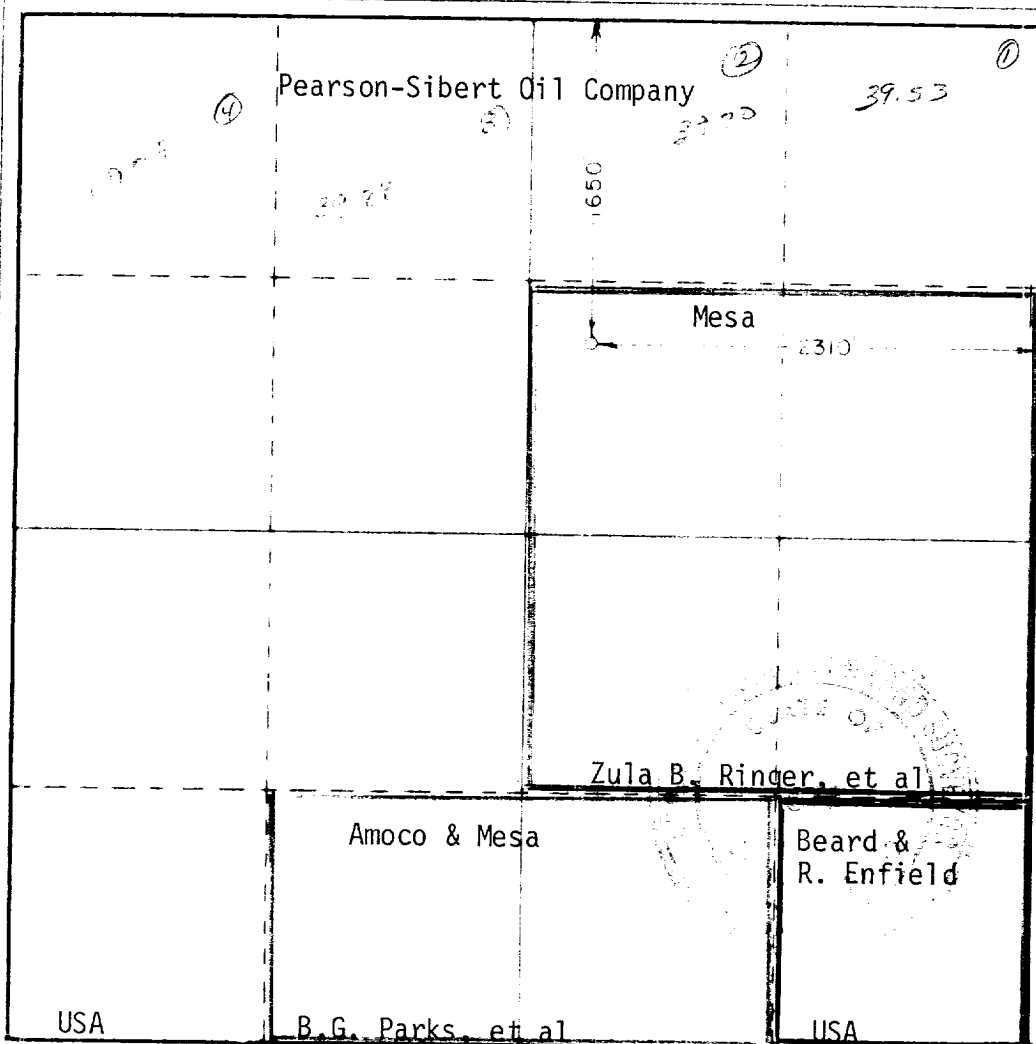 ①
②
Pearson-Sibert Oil Company
39.53
④
③
1650
Mesa
2310'
Zula B. Ringer, et al
Amoco & Mesa
Beard &
R. Enfield
USA
B.G. Parks, et al
USA